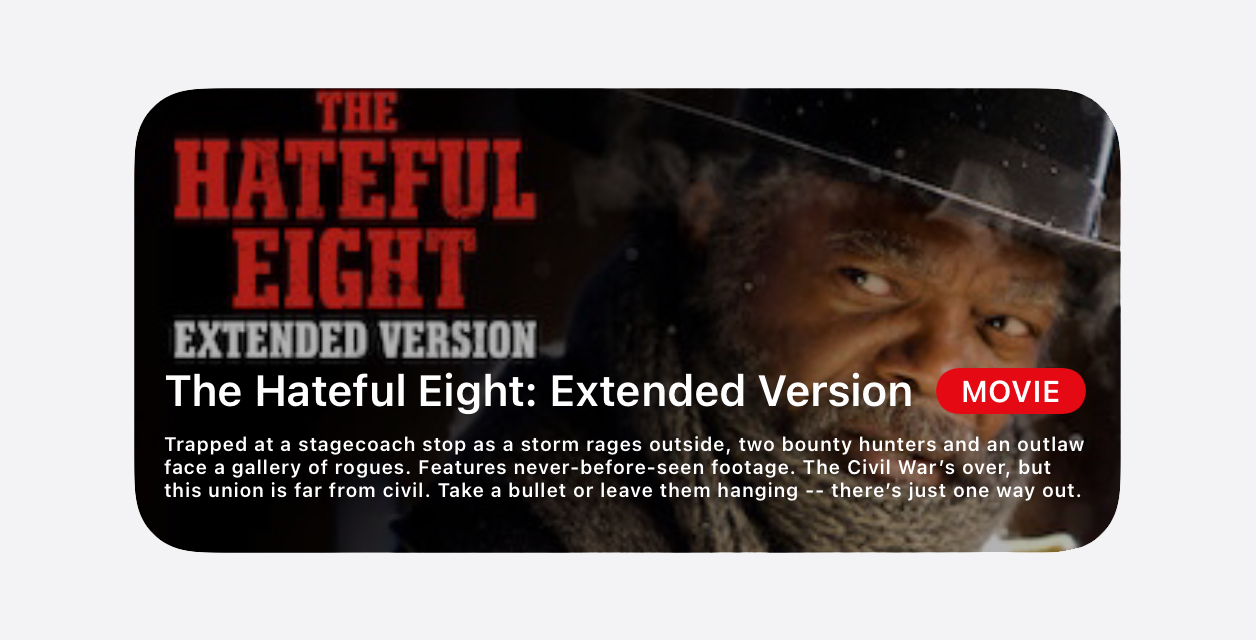 THE
HATEFUL
EIGHT
EXTENDED VERSION
The Hateful Eight: Extended Version MOVIE
Trapped at a stagecoach stop as a storm rages outside, two bounty hunters and an outlaw
face a gallery of rogues. Features never-before-seen footage. The Civil War’s over, but
this union is far from civil. Take a bullet or leave them hanging -- there’s just one way out.